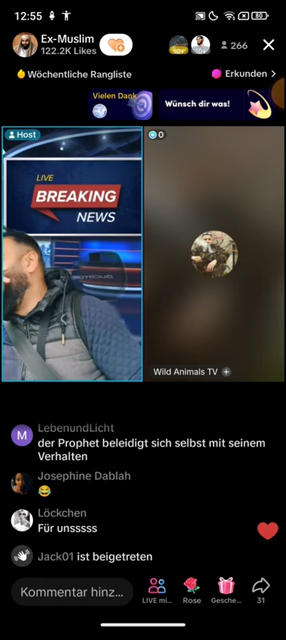 12:55
80
Ex-Muslim
122.2K Likes
266
Wöchentliche Rangliste
Erkunden >
Vielen Dank
Wünsch dir was!
Host
0
LIVE
BREAKING
NEWS
Wild Animals TV +
M
LebenundLicht
der Prophet beleidigt sich selbst mit seinem
Verhalten
Josephine Dablah
😂
Löckchen
Für unsssss
Jack01 ist beigetreten
Kommentar hinz...
LIVE mi...
Rose
Gesche...
31